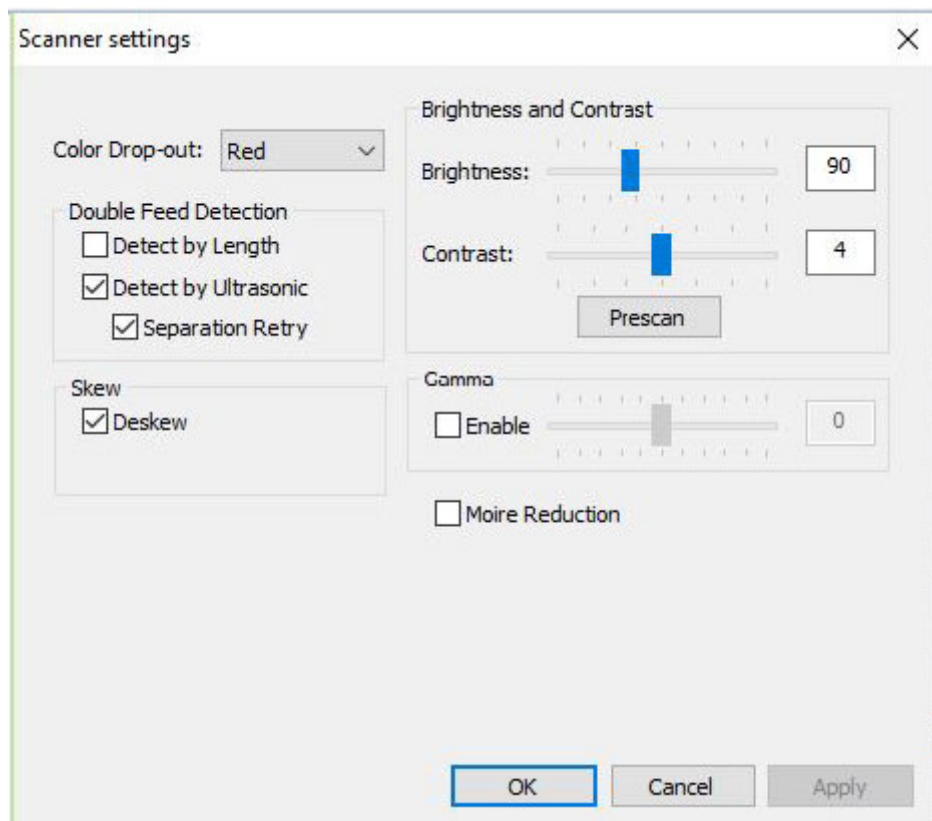 Scanner settings
Color Drop-out: Red
Double Feed Detection
Detect by Length
Detect by Ultrasonic
Separation Retry
Skew
Deskew
Brightness and Contrast
Brightness: 90
Contrast: 4
Prescan
Gamma
Enable 0
Moire Reduction
OK Cancel Apply